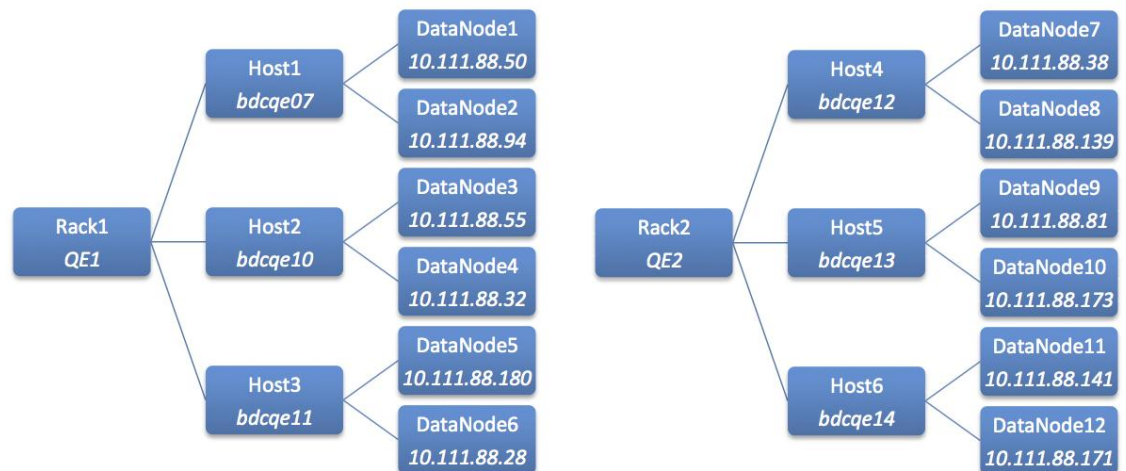 Rack1
QE1
Host1
bdcqe07
DataNode1
10.111.88.50
DataNode2
10.111.88.94
Host2
bdcqe10
DataNode3
10.111.88.55
DataNode4
10.111.88.32
Host3
bdcqe11
DataNode5
10.111.88.180
DataNode6
10.111.88.28
Rack2
QE2
Host4
bdcqe12
DataNode7
10.111.88.38
DataNode8
10.111.88.139
Host5
bdcqe13
DataNode9
10.111.88.81
DataNode10
10.111.88.173
Host6
bdcqe14
DataNode11
10.111.88.141
DataNode12
10.111.88.171